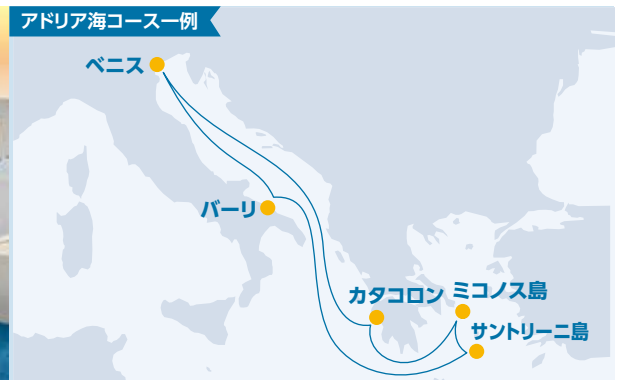 アドリア海コース一例
ベニス
バーリ
カタコロン
ミコノス島
サントリーニ島